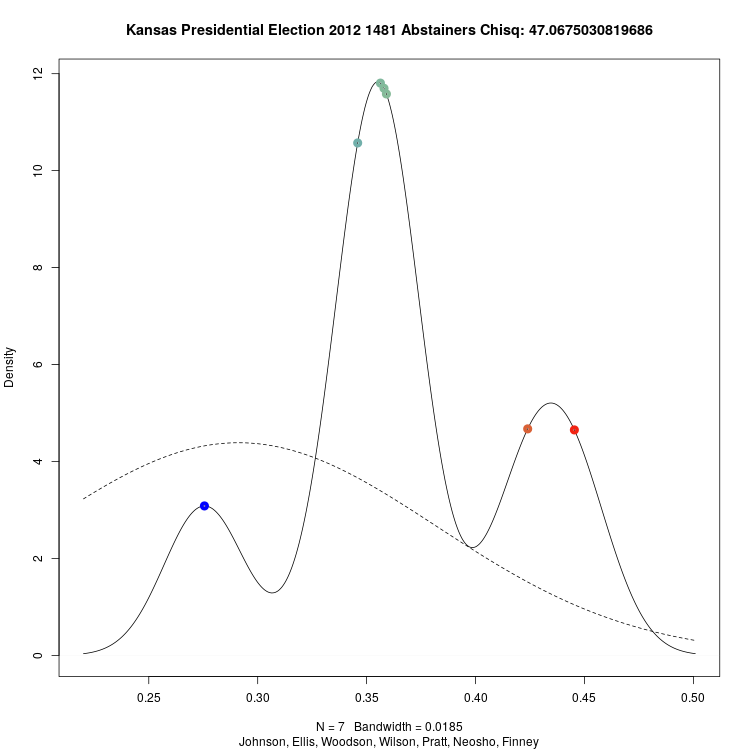 Kansas Presidential Election 2012 1481 Abstainers Chisq: 47.0675030819686
12
10
8
6
4
2
0
Density
0.25 0.30 0.35 0.40 0.45 0.50
N = 7 Bandwidth = 0.0185
Johnson, Ellis, Woodson, Wilson, Pratt, Neosho, Finney